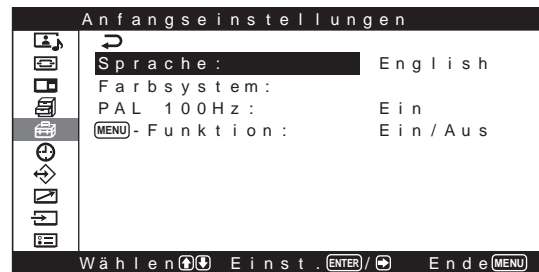 Anfangseinstellungen
Sprache: English
Farbsystem:
PAL 100Hz: Ein
MENU-Funktion: Ein/Aus
Wählen Einst. ENTER/ Ende MENU